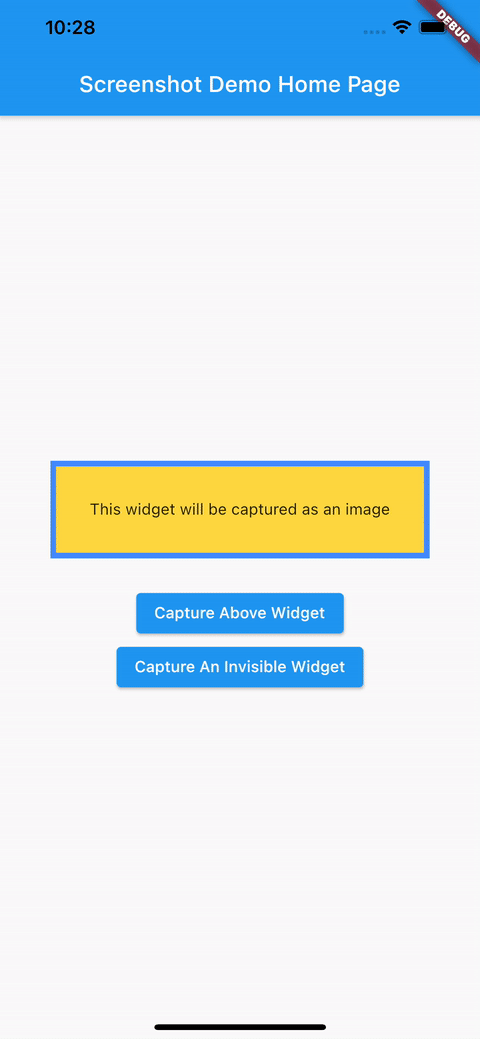 10:28
DEBUG
Screenshot Demo Home Page
This widget will be captured as an image
Capture Above Widget
Capture An Invisible Widget